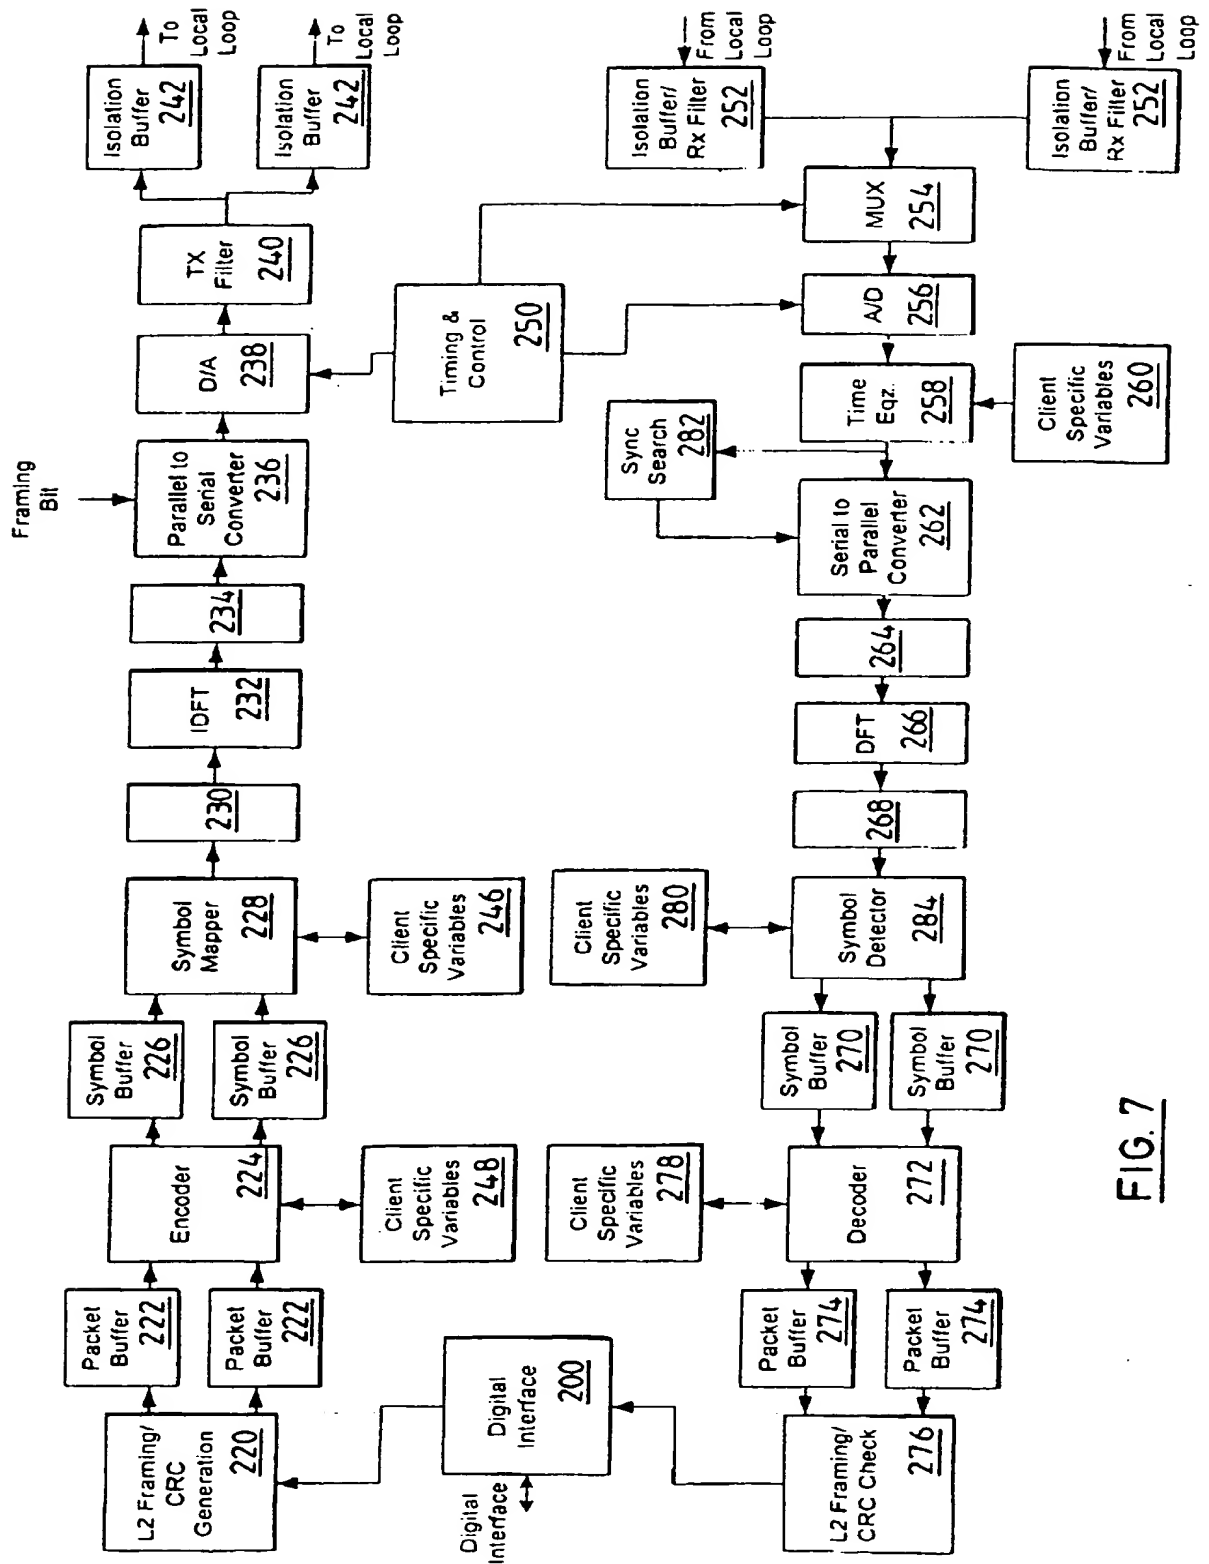 Framing
Bit
L2 Framing/
CRC
Generation
220
Packet
Buffer
222
Packet
Buffer
222
Encoder
224
Symbol
Buffer
226
Symbol
Buffer
226
Symbol
Mapper
228
230
IDFT
232
234
Parallel to
Serial
Converter
236
D/A
238
TX
Filter
240
Isolation
Buffer
242
To
Local
Loop
Isolation
Buffer
242
To
Local
Loop
Client
Specific
Variables
248
Client
Specific
Variables
246
Timing &
Control
250
Digital
Interface
Digital
Interface
200
Client
Specific
Variables
278
Client
Specific
Variables
280
Sync
Search
282
Isolation
Buffer/
Rx Filter
252
From
Local
Loop
L2 Framing/
CRC Check
276
Packet
Buffer
274
Packet
Buffer
274
Decoder
272
Symbol
Buffer
270
Symbol
Buffer
270
Symbol
Detector
284
268
DFT
266
264
Serial to
Parallel
Converter
262
Time
Eqz.
258
A/D
256
MUX
254
Client
Specific
Variables
260
Isolation
Buffer/
Rx Filter
252
From
Local
Loop
FIG. 7